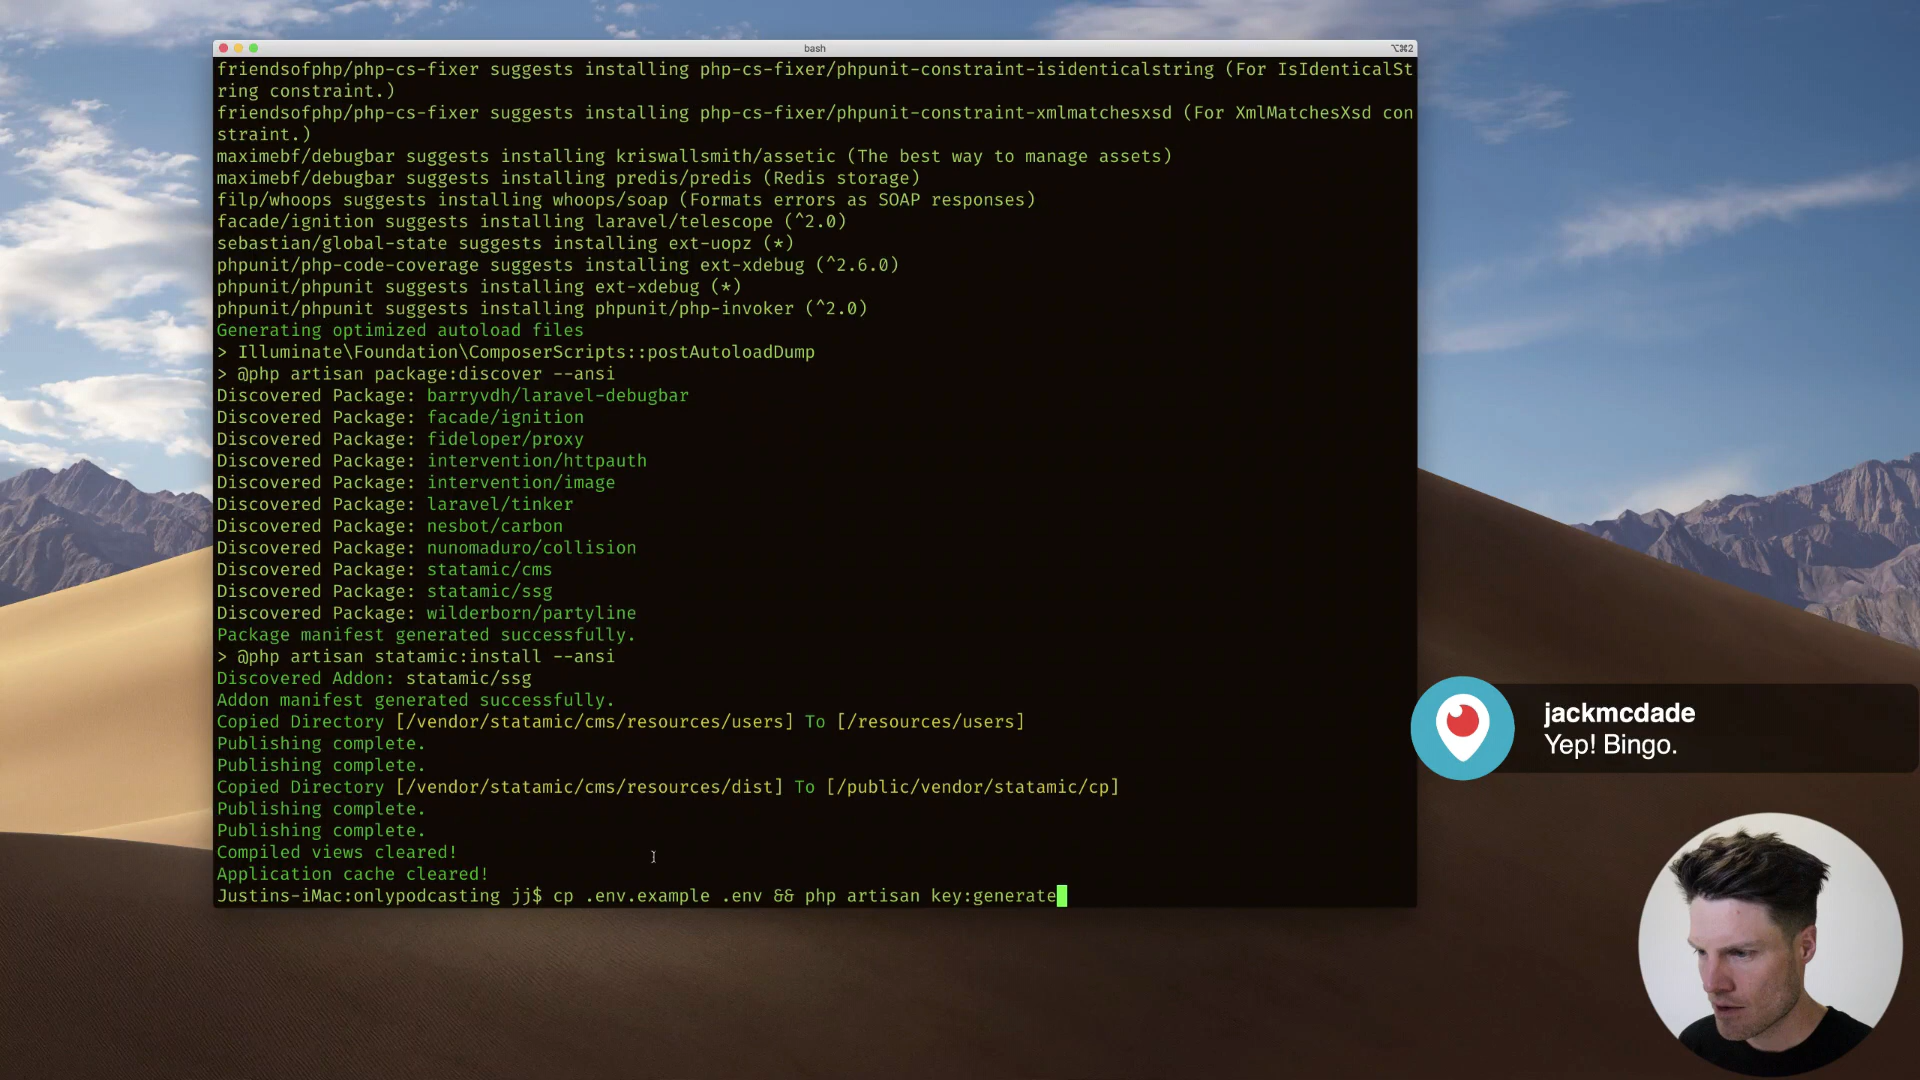 bash
⌥⌘2
friendsofphp/php-cs-fixer suggests installing php-cs-fixer/phpunit-constraint-isidenticalstring (For IsIdenticalSt
ring constraint.)
friendsofphp/php-cs-fixer suggests installing php-cs-fixer/phpunit-constraint-xmlmatchesxsd (For XmlMatchesXsd con
straint.)
maximebf/debugbar suggests installing kriswallsmith/assetic (The best way to manage assets)
maximebf/debugbar suggests installing predis/predis (Redis storage)
filp/whoops suggests installing whoops/soap (Formats errors as SOAP responses)
facade/ignition suggests installing laravel/telescope (^2.0)
sebastian/global-state suggests installing ext-uopz (*)
phpunit/php-code-coverage suggests installing ext-xdebug (^2.6.0)
phpunit/phpunit suggests installing ext-xdebug (*)
phpunit/phpunit suggests installing phpunit/php-invoker (^2.0)
Generating optimized autoload files
> Illuminate\Foundation\ComposerScripts::postAutoloadDump
> @php artisan package:discover --ansi
Discovered Package: barryvdh/laravel-debugbar
Discovered Package: facade/ignition
Discovered Package: fideloper/proxy
Discovered Package: intervention/httpauth
Discovered Package: intervention/image
Discovered Package: laravel/tinker
Discovered Package: nesbot/carbon
Discovered Package: nunomaduro/collision
Discovered Package: statamic/cms
Discovered Package: statamic/ssg
Discovered Package: wilderborn/partyline
Package manifest generated successfully.
> @php artisan statamic:install --ansi
Discovered Addon: statamic/ssg
Addon manifest generated successfully.
Copied Directory [/vendor/statamic/cms/resources/users] To [/resources/users]
Publishing complete.
Publishing complete.
Copied Directory [/vendor/statamic/cms/resources/dist] To [/public/vendor/statamic/cp]
Publishing complete.
Publishing complete.
Compiled views cleared!
Application cache cleared!
Justins-iMac:onlypodcasting jj$ cp .env.example .env && php artisan key:generate
jackmcdade
Yep! Bingo.